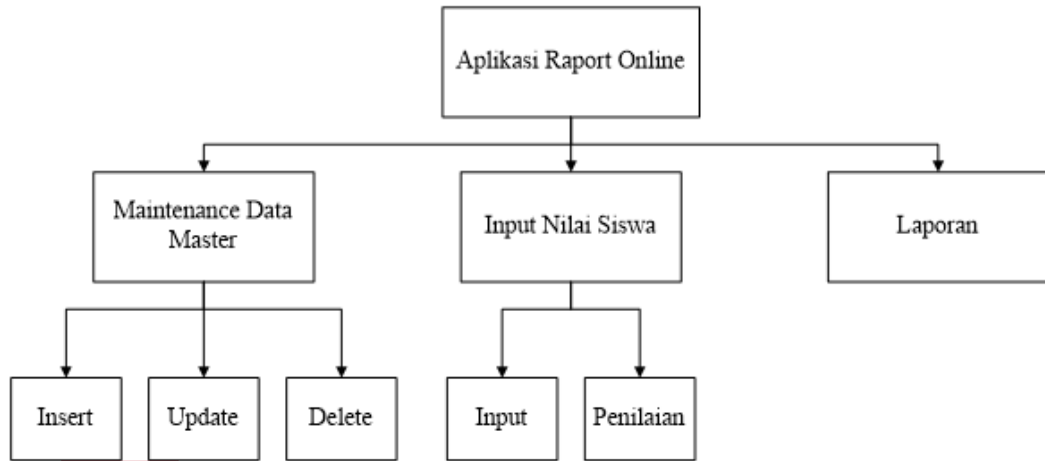 Aplikasi Raport Online
Maintenance Data
Master
Input Nilai Siswa
Laporan
Insert
Update
Delete
Input
Penilaian